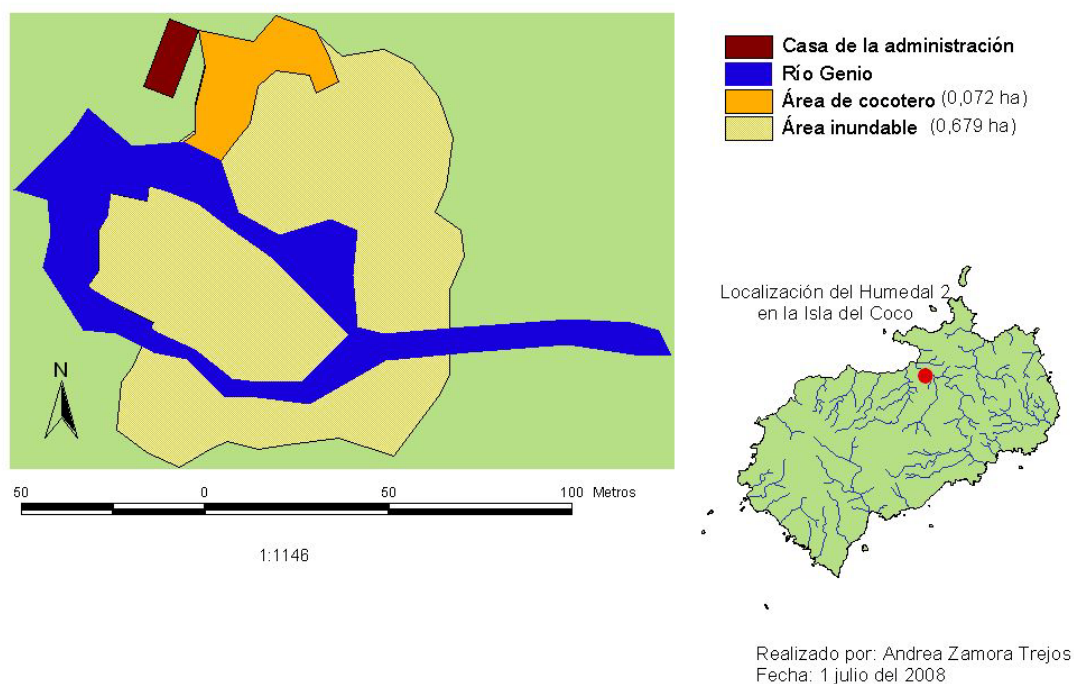 Casa de la administración
Río Genio
Área de cocotero (0,072 ha)
Área inundable (0,679 ha)
Localización del Humedal 2
en la Isla del Coco
N
50 0 50 100 Metros
1:1146
Realizado por: Andrea Zamora Trejos
Fecha: 1 julio del 2008